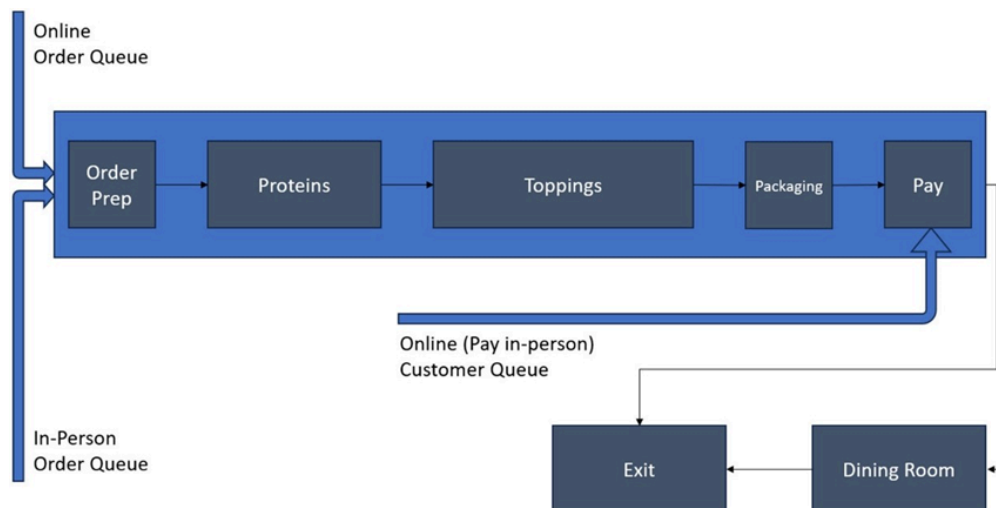 Online
Order Queue
Order
Prep
Proteins
Toppings
Packaging
Pay
Online (Pay in-person)
Customer Queue
In-Person
Order Queue
Exit
Dining Room